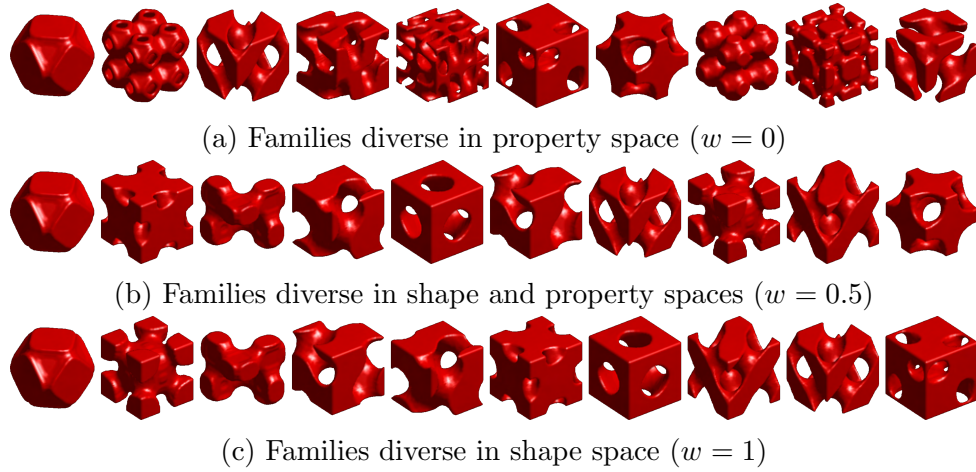 (a) Families diverse in property space (w = 0)
(b) Families diverse in shape and property spaces (w = 0.5)
(c) Families diverse in shape space (w = 1)